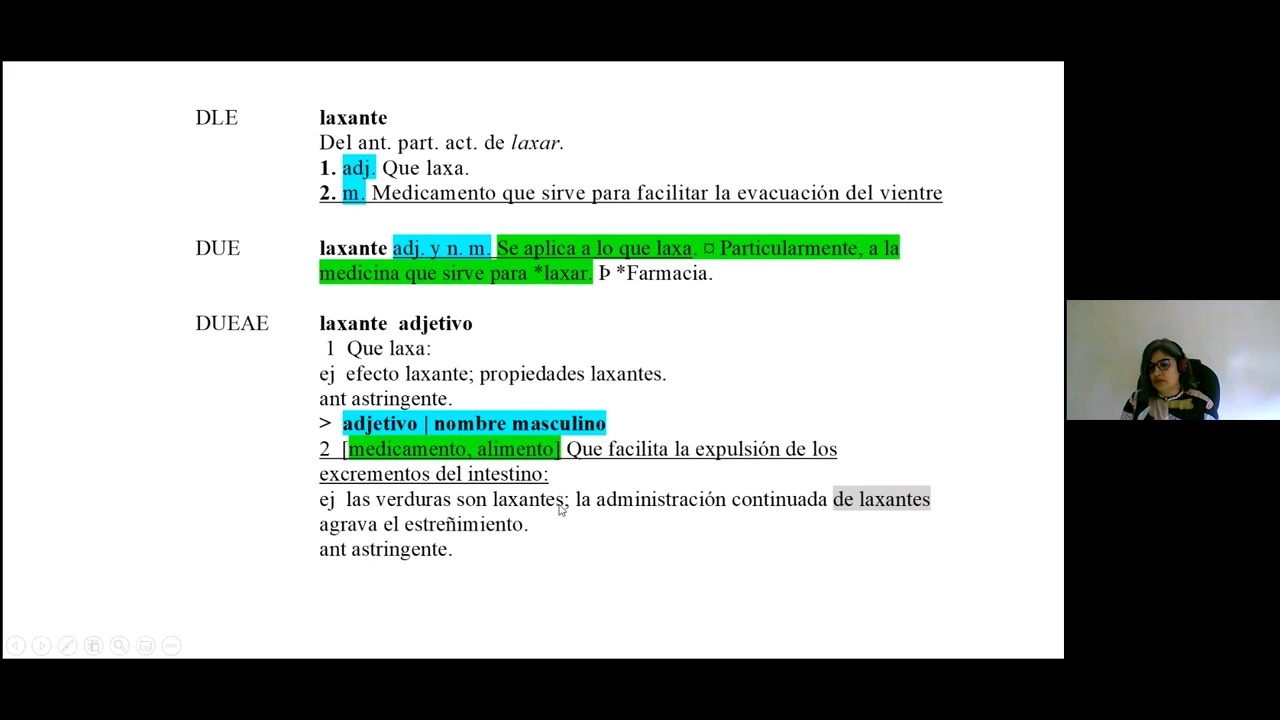 DLE laxante
Del ant. part. act. de laxar.
1. adj. Que laxa.
2. m. Medicamento que sirve para facilitar la evacuación del vientre
DUE laxante adj. y n. m. Se aplica a lo que laxa. ¤ Particularmente, a la
medicina que sirve para *laxar. Þ *Farmacia.
DUEAE laxante adjetivo
1 Que laxa:
ej efecto laxante; propiedades laxantes.
ant astringente.
> adjetivo | nombre masculino
2 [medicamento, alimento] Que facilita la expulsión de los
excrementos del intestino:
ej las verduras son laxantes; la administración continuada de laxantes
agrava el estreñimiento.
ant astringente.